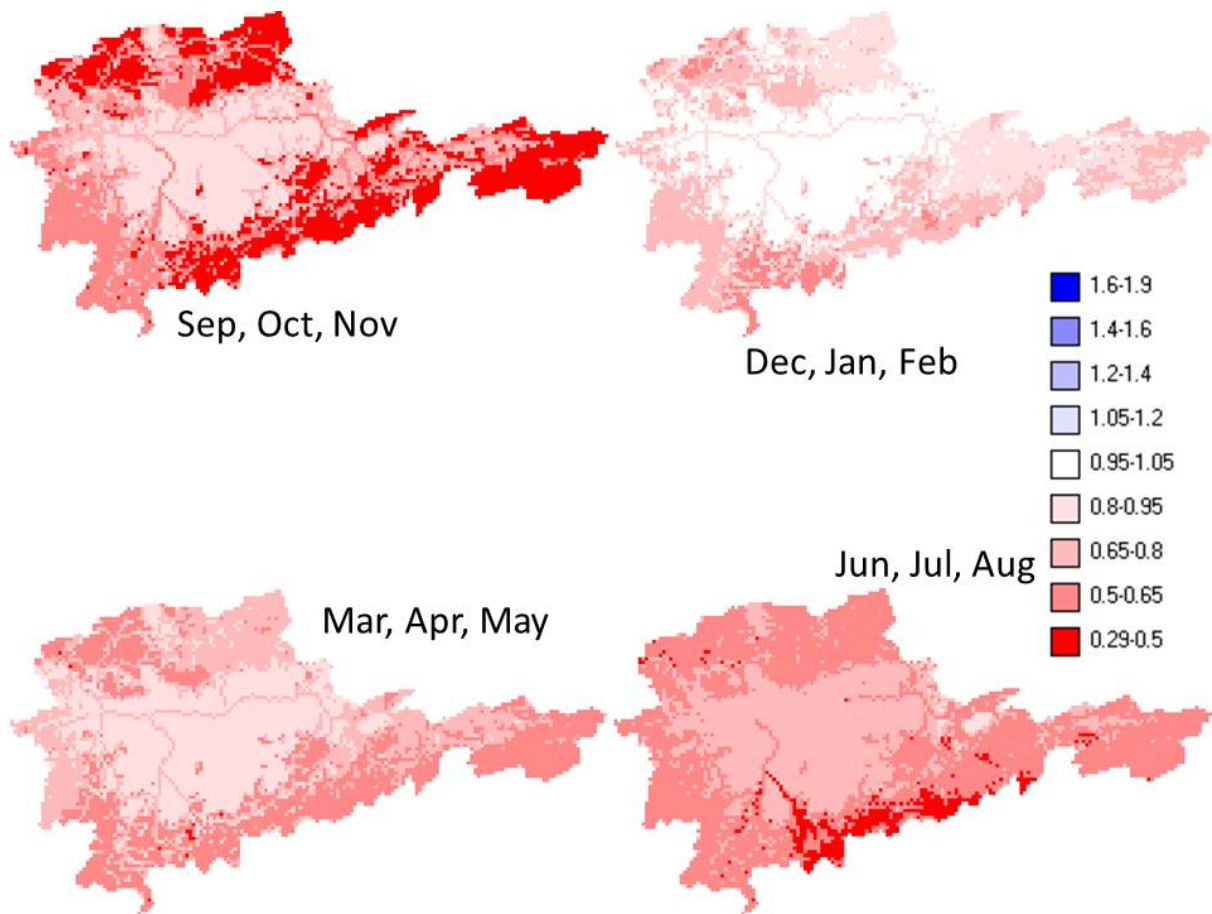 Sep, Oct, Nov
Dec, Jan, Feb
1.6-1.9
1.4-1.6
1.2-1.4
1.05-1.2
0.95-1.05
0.8-0.95
0.65-0.8
0.5-0.65
0.29-0.5
Mar, Apr, May
Jun, Jul, Aug